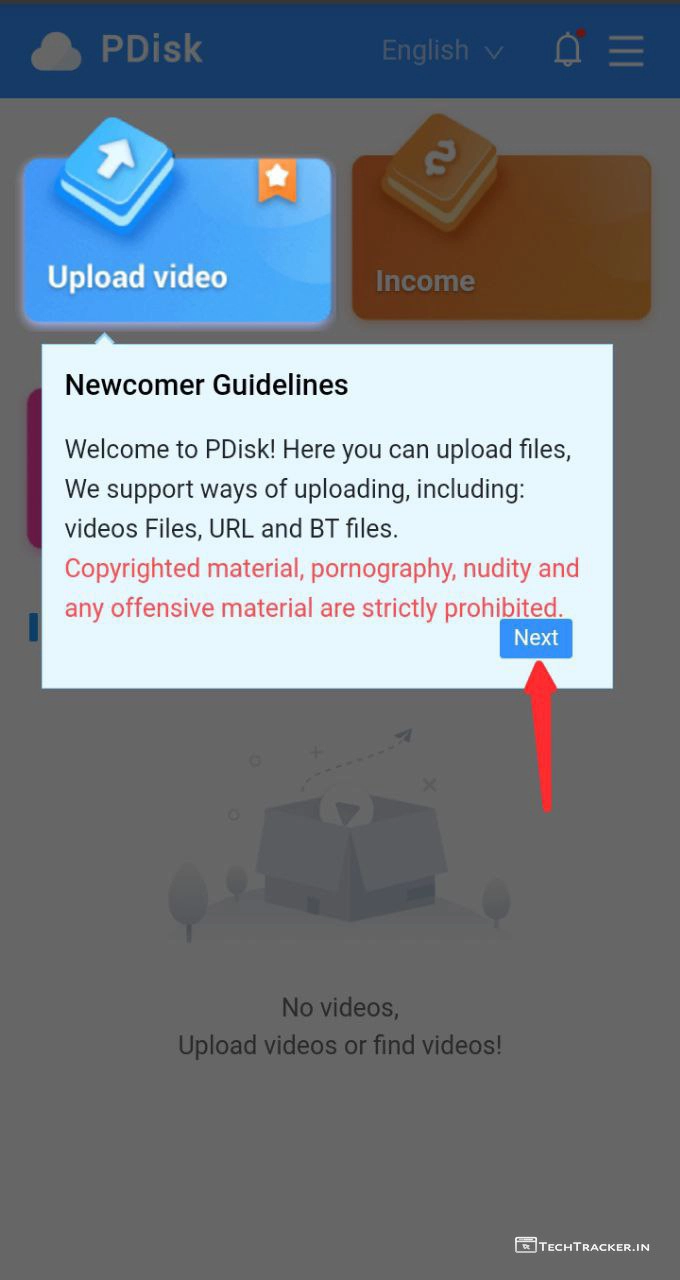 PDisk
English
Upload video
Income
Newcomer Guidelines
Welcome to PDisk! Here you can upload files,
We support ways of uploading, including:
videos Files, URL and BT files.
Copyrighted material, pornography, nudity and
any offensive material are strictly prohibited.
Next
No videos,
Upload videos or find videos!
TECHTRACKER.IN